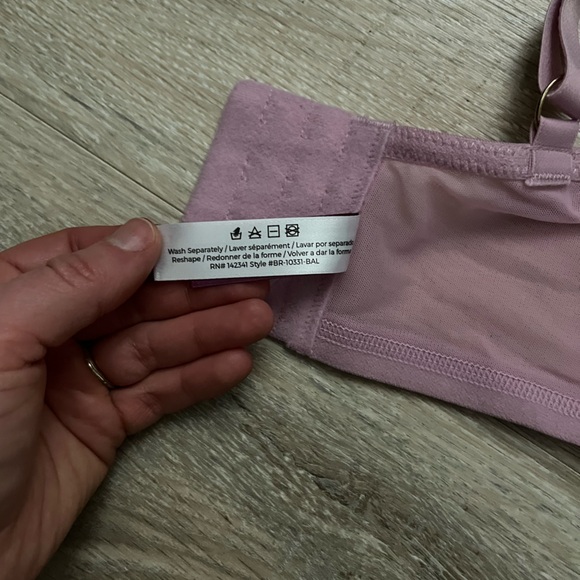 Wash Separately / Laver séparément / Lavar por separado
Reshape / Redonner de la forme / Volver a dar la forma
RN# 142341 Style #BR-10331-BAL